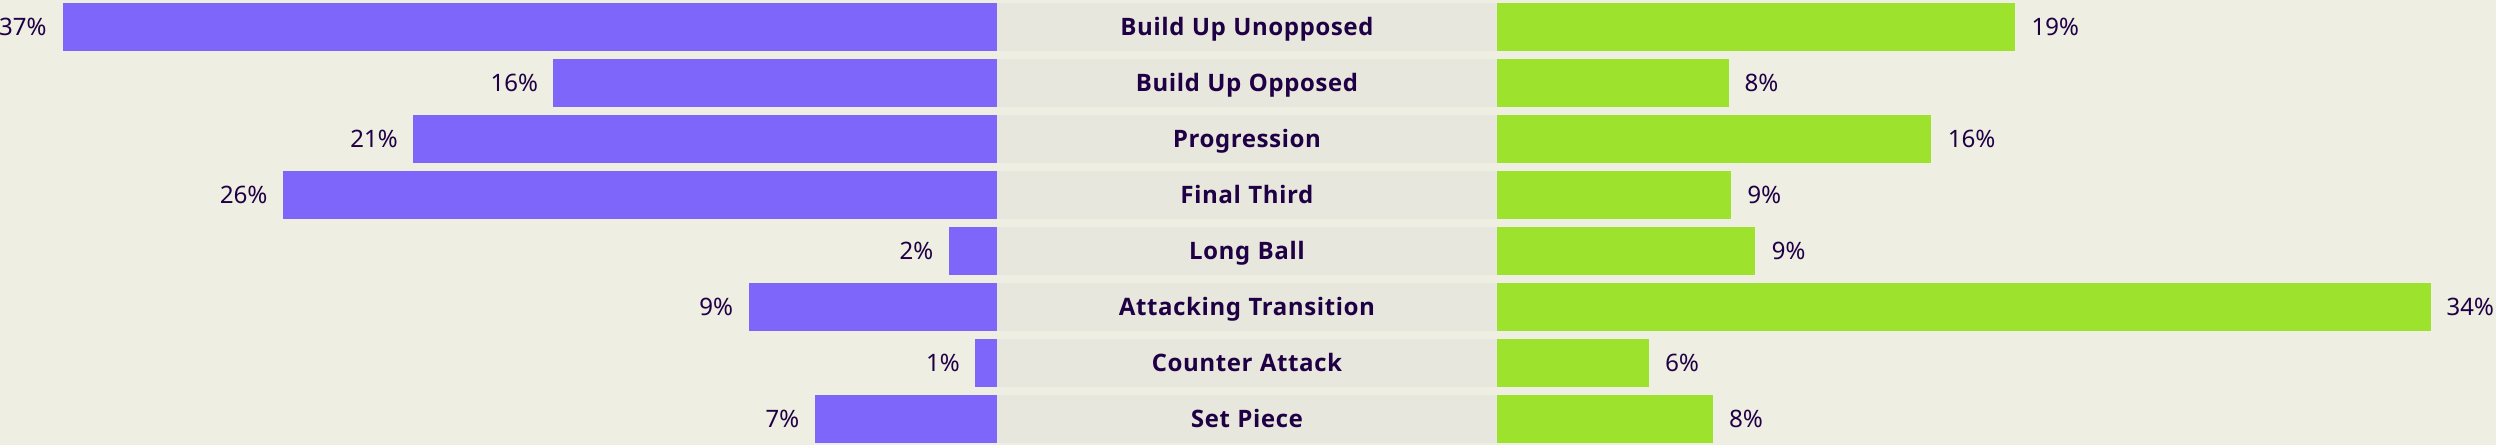 37% Build Up Unopposed 19%
16% Build Up Opposed 8%
21% Progression 16%
26% Final Third 9%
2% Long Ball 9%
9% Attacking Transition 34%
1% Counter Attack 6%
7% Set Piece 8%